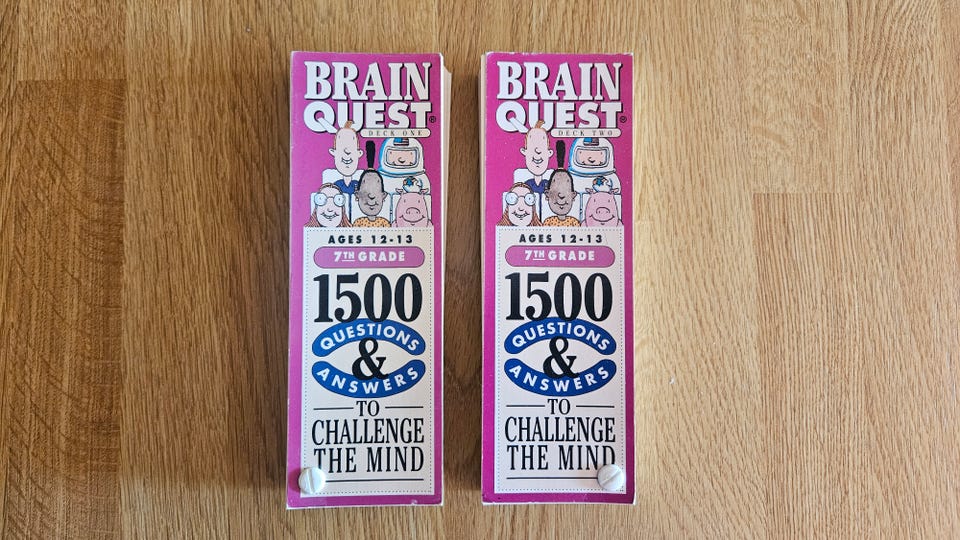 BRAIN
QUEST®
DECK ONE
AGES 12-13
7TH GRADE
1500
QUESTIONS
&
ANSWERS
TO
CHALLENGE
THE MIND
BRAIN
QUEST®
DECK TWO
AGES 12-13
7TH GRADE
1500
QUESTIONS
&
ANSWERS
TO
CHALLENGE
THE MIND